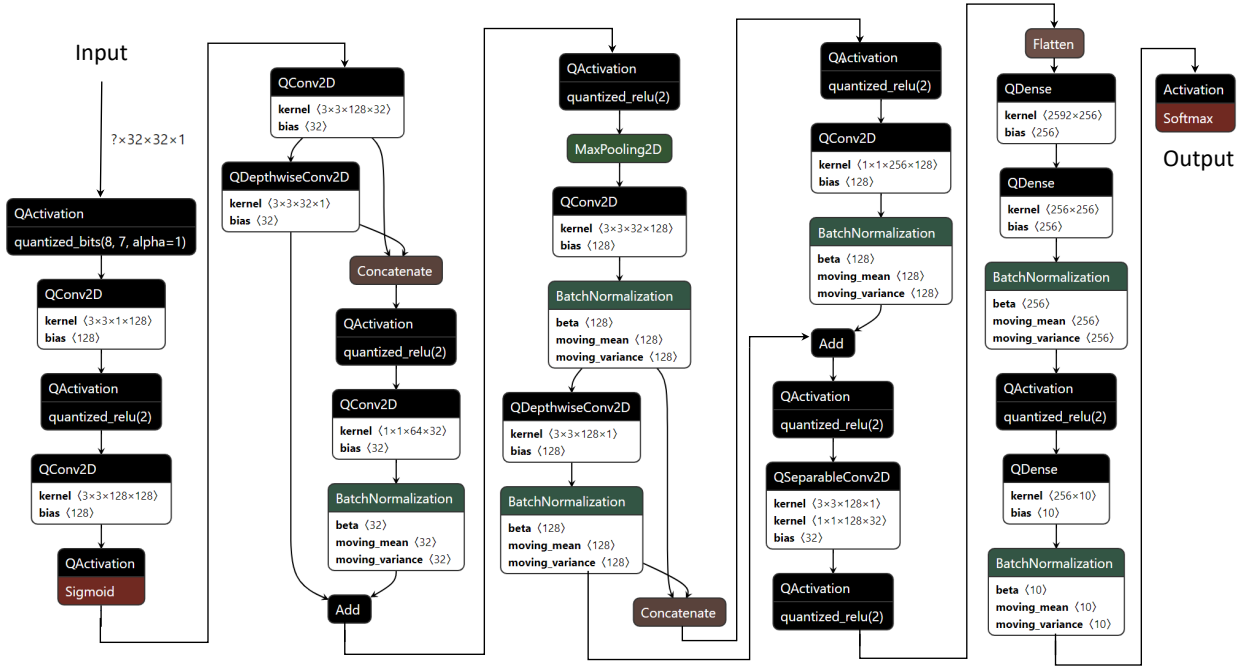 Input
?×32×32×1
QActivation
quantized_bits(8, 7, alpha=1)
QConv2D
kernel ⟨3×3×1×128⟩
bias ⟨128⟩
QActivation
quantized_relu(2)
QConv2D
kernel ⟨3×3×128×128⟩
bias ⟨128⟩
QActivation
Sigmoid
QConv2D
kernel ⟨3×3×128×32⟩
bias ⟨32⟩
QDepthwiseConv2D
kernel ⟨3×3×32×1⟩
bias ⟨32⟩
Concatenate
QActivation
quantized_relu(2)
QConv2D
kernel ⟨1×1×64×32⟩
bias ⟨32⟩
BatchNormalization
beta ⟨32⟩
moving_mean ⟨32⟩
moving_variance ⟨32⟩
Add
QActivation
quantized_relu(2)
MaxPooling2D
QConv2D
kernel ⟨3×3×32×128⟩
bias ⟨128⟩
BatchNormalization
beta ⟨128⟩
moving_mean ⟨128⟩
moving_variance ⟨128⟩
QDepthwiseConv2D
kernel ⟨3×3×128×1⟩
bias ⟨128⟩
BatchNormalization
beta ⟨128⟩
moving_mean ⟨128⟩
moving_variance ⟨128⟩
Concatenate
QActivation
quantized_relu(2)
QConv2D
kernel ⟨1×1×256×128⟩
bias ⟨128⟩
BatchNormalization
beta ⟨128⟩
moving_mean ⟨128⟩
moving_variance ⟨128⟩
Add
QActivation
quantized_relu(2)
QSeparableConv2D
kernel ⟨3×3×128×1⟩
kernel ⟨1×1×128×32⟩
bias ⟨32⟩
QActivation
quantized_relu(2)
Flatten
QDense
kernel ⟨2592×256⟩
bias ⟨256⟩
QDense
kernel ⟨256×256⟩
bias ⟨256⟩
BatchNormalization
beta ⟨256⟩
moving_mean ⟨256⟩
moving_variance ⟨256⟩
QActivation
quantized_relu(2)
QDense
kernel ⟨256×10⟩
bias ⟨10⟩
BatchNormalization
beta ⟨10⟩
moving_mean ⟨10⟩
moving_variance ⟨10⟩
Activation
Softmax
Output